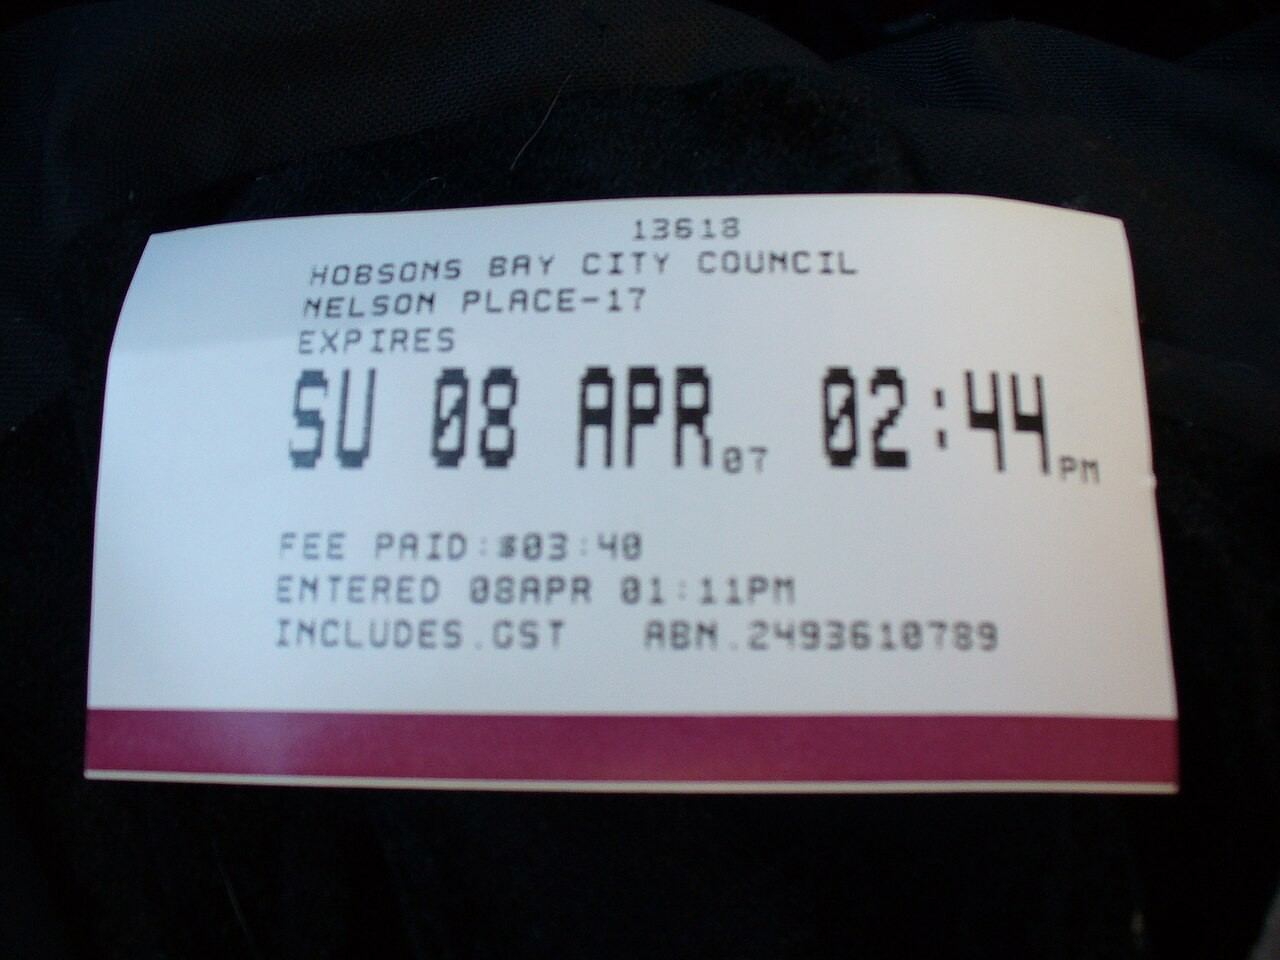 13618
HOBSONS BAY CITY COUNCIL
NELSON PLACE-17
EXPIRES
SU 08 APR 07 02:44 PM
FEE PAID:$03:40
ENTERED 08APR 01:11PM
INCLUDES.GST ABN.2493610789